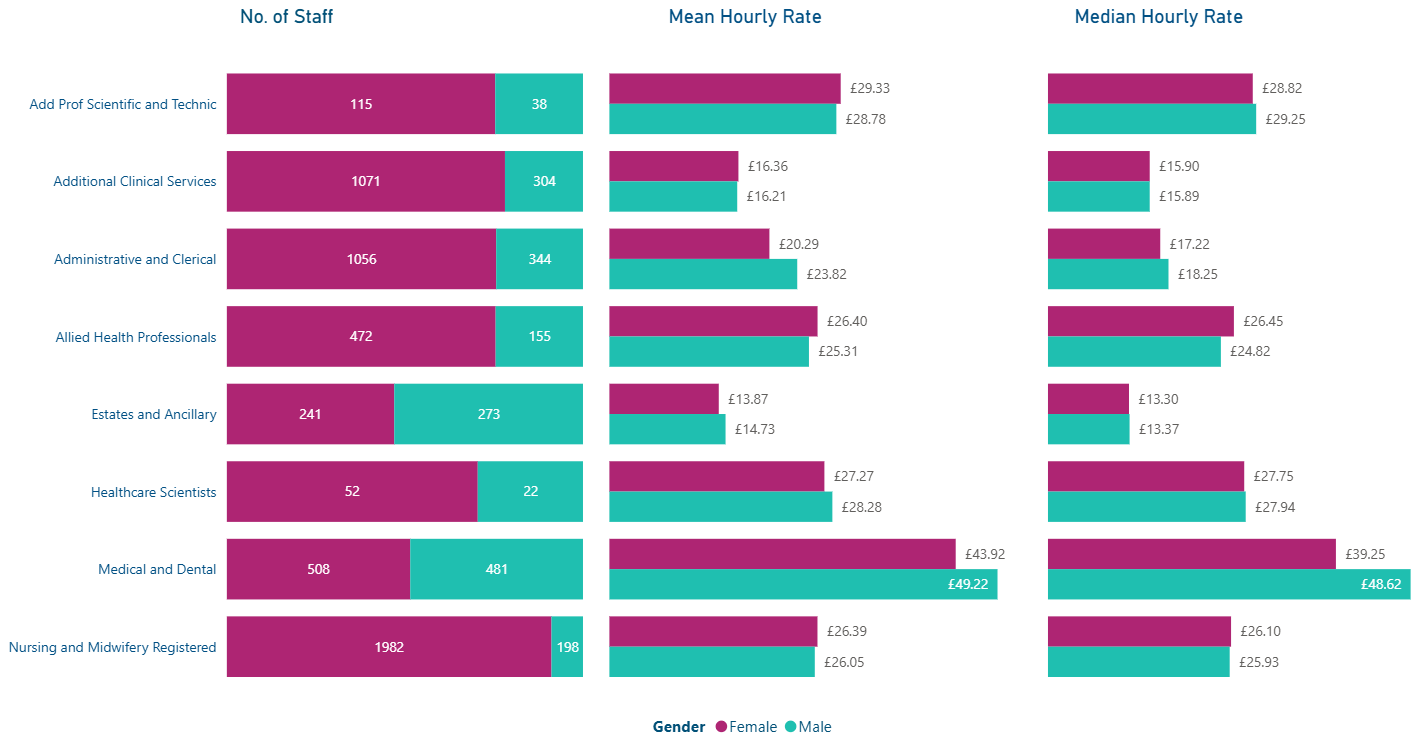 No. of Staff Mean Hourly Rate Median Hourly Rate
Add Prof Scientific and Technic 115 38 £29.33 £28.78 £28.82 £29.25
Additional Clinical Services 1071 304 £16.36 £16.21 £15.90 £15.89
Administrative and Clerical 1056 344 £20.29 £23.82 £17.22 £18.25
Allied Health Professionals 472 155 £26.40 £25.31 £26.45 £24.82
Estates and Ancillary 241 273 £13.87 £14.73 £13.30 £13.37
Healthcare Scientists 52 22 £27.27 £28.28 £27.75 £27.94
Medical and Dental 508 481 £43.92 £49.22 £39.25 £48.62
Nursing and Midwifery Registered 1982 198 £26.39 £26.05 £26.10 £25.93
Gender Female Male